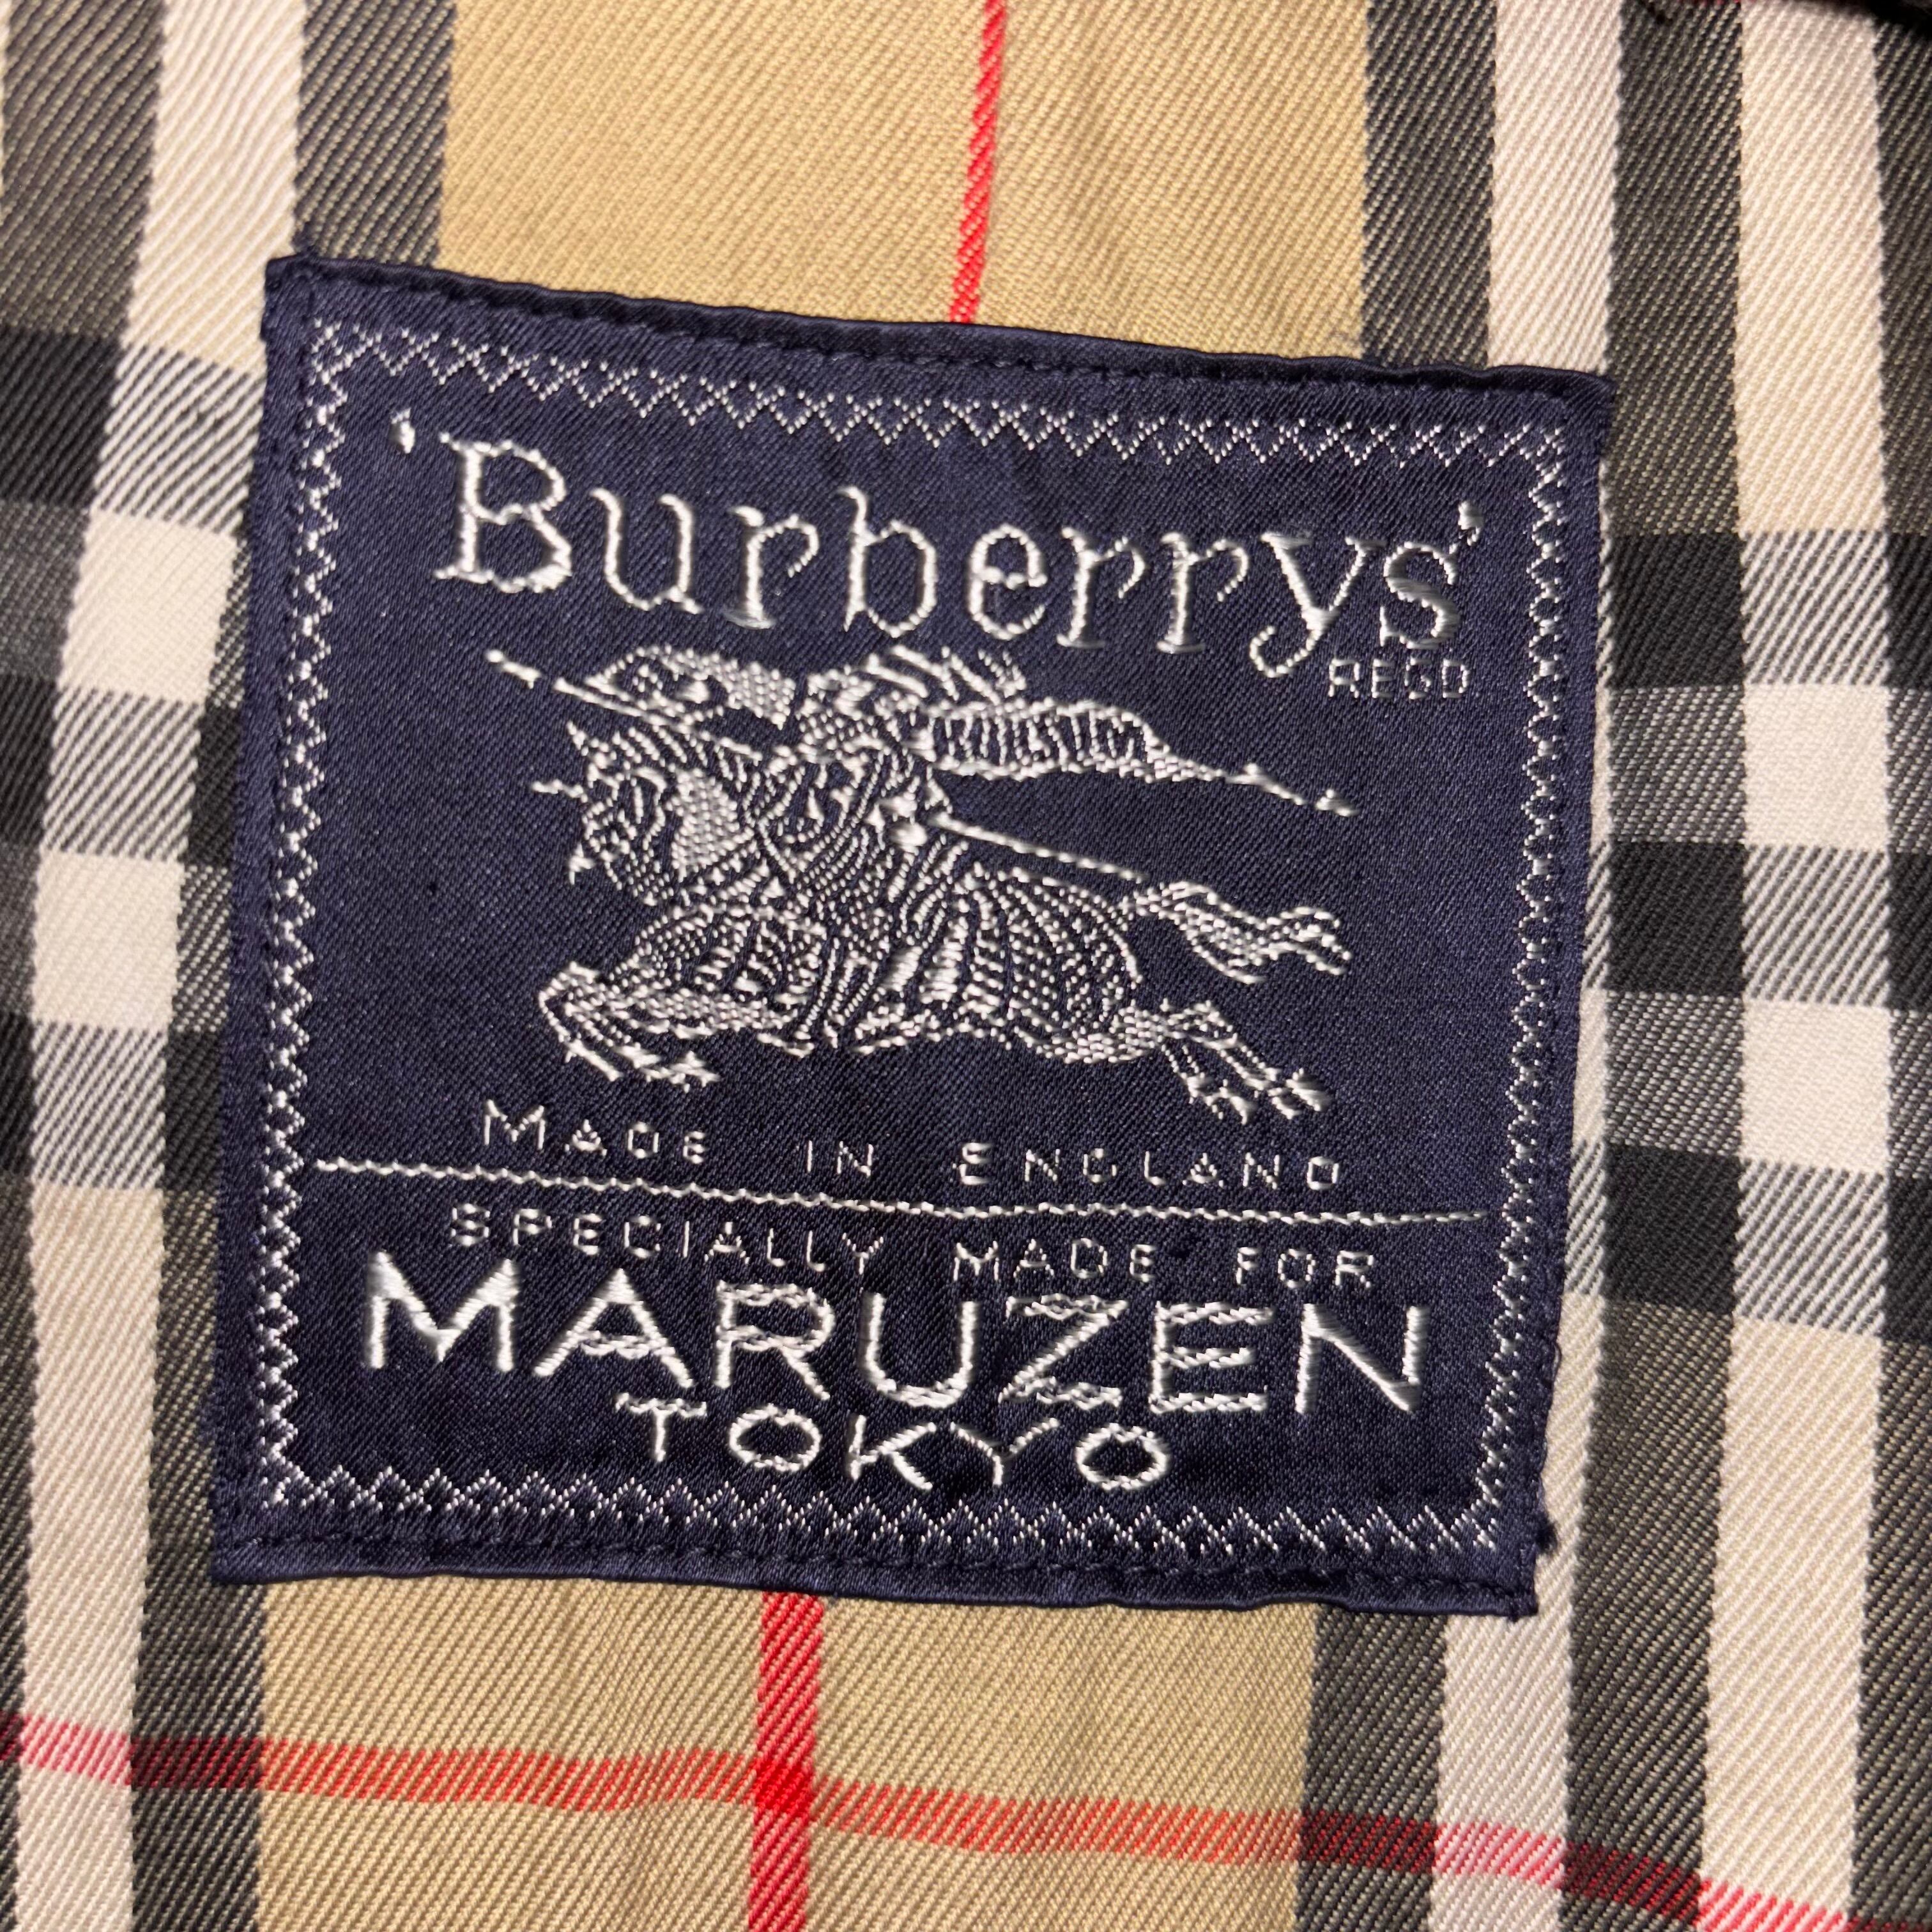 'Burberrys'
REGD
PRORSUM
MADE IN ENGLAND
SPECIALLY MADE FOR
MARUZEN
TOKYO